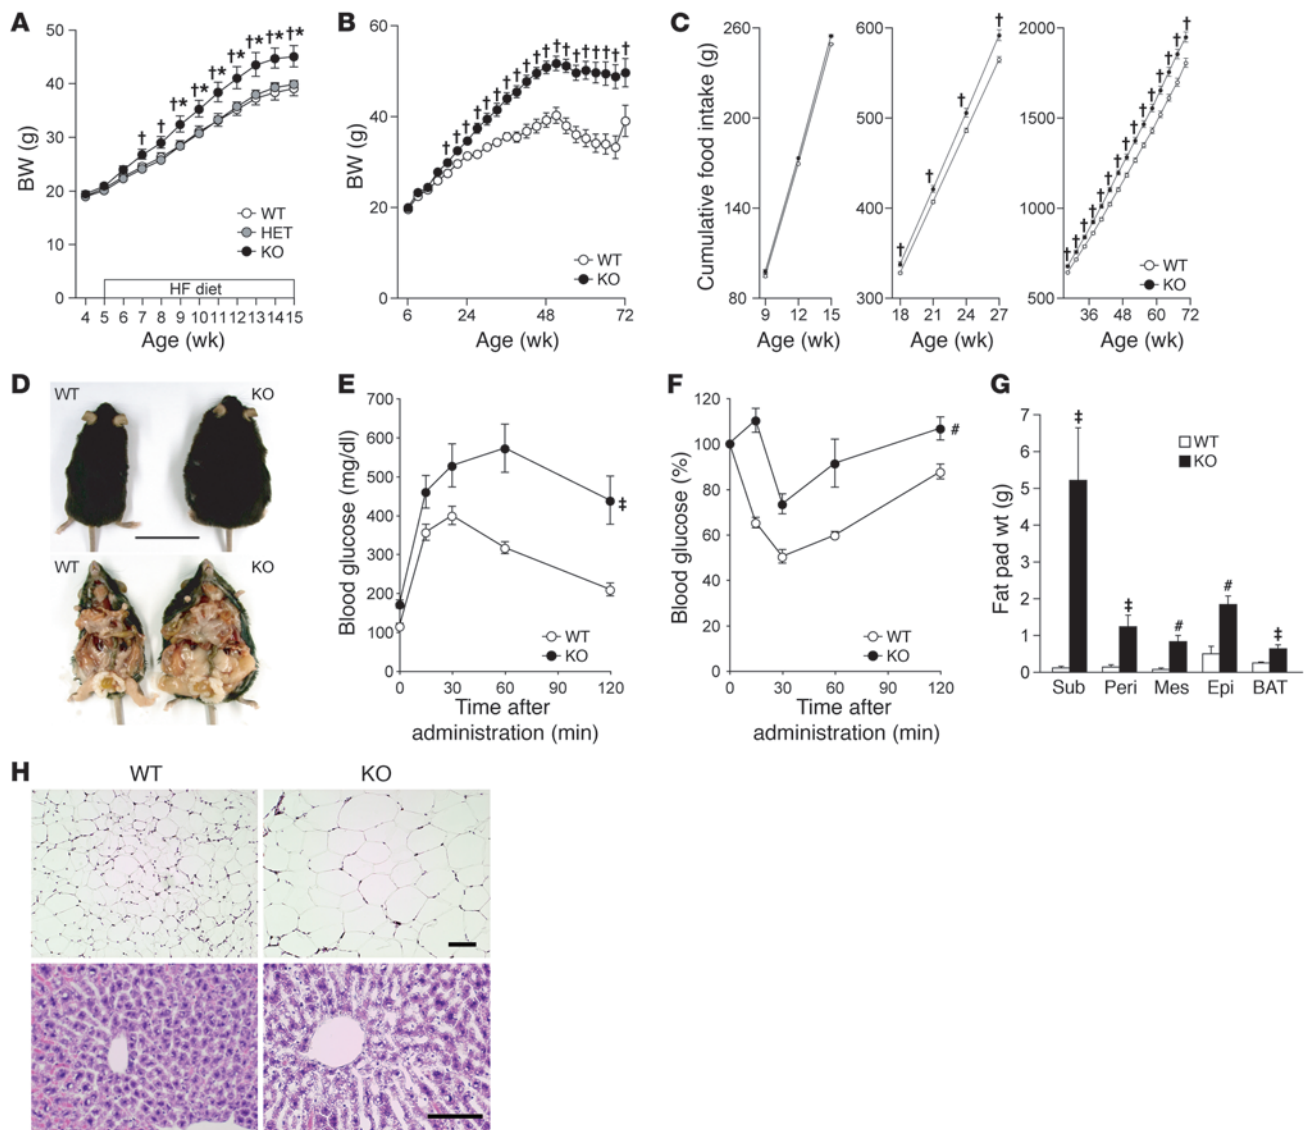 A
BW (g)
50
40
30
20
10
0
†* †* †* †* †* †* †*
† †
WT
HET
KO
HF diet
4 5 6 7 8 9 10 11 12 13 14 15
Age (wk)
B
BW (g)
60
40
20
0
WT
KO
6 24 48 72
Age (wk)
C
Cumulative food intake (g)
260
200
140
80
9 12 15
Age (wk)
600
500
400
300
† † † †
18 21 24 27
Age (wk)
2000
1500
1000
500
WT
KO
36 48 60 72
Age (wk)
D
WT KO
WT KO
E
Blood glucose (mg/dl)
700
600
500
400
300
200
100
0
‡
WT
KO
0 30 60 120
Time after
administration (min)
F
Blood glucose (%)
120
100
80
60
40
20
0
#
WT
KO
0 30 60 120
Time after
administration (min)
G
Fat pad wt (g)
7
6
5
4
3
2
1
0
WT
KO
‡ ‡ # # ‡
Sub Peri Mes Epi BAT
H
WT KO